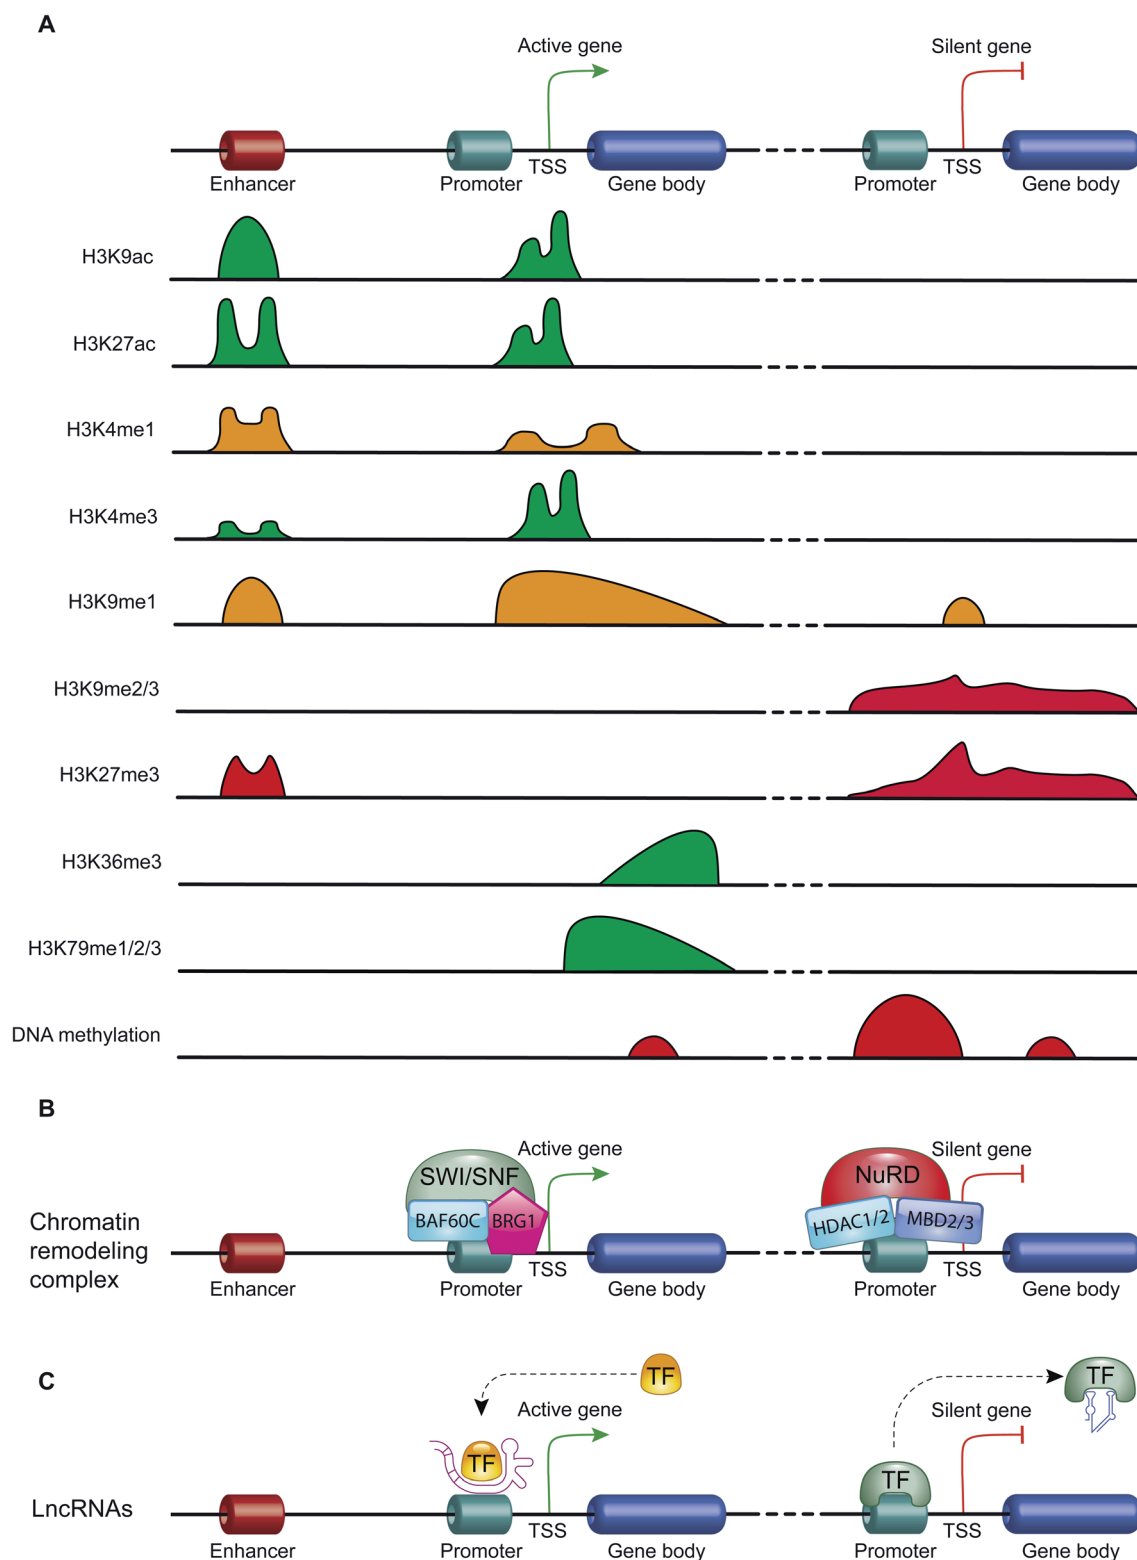 A
Active gene
Silent gene
TSS
TSS
Enhancer
Promoter
Gene body
Promoter
Gene body
H3K9ac
H3K27ac
H3K4me1
H3K4me3
H3K9me1
H3K9me2/3
H3K27me3
H3K36me3
H3K79me1/2/3
DNA methylation
B
Active gene
Silent gene
SWI/SNF
NuRD
BAF60C
BRG1
HDAC1/2
MBD2/3
Chromatin
remodeling
complex
TSS
TSS
Enhancer
Promoter
Gene body
Promoter
Gene body
C
TF
TF
Active gene
Silent gene
TF
TF
LncRNAs
TSS
TSS
Enhancer
Promoter
Gene body
Promoter
Gene body